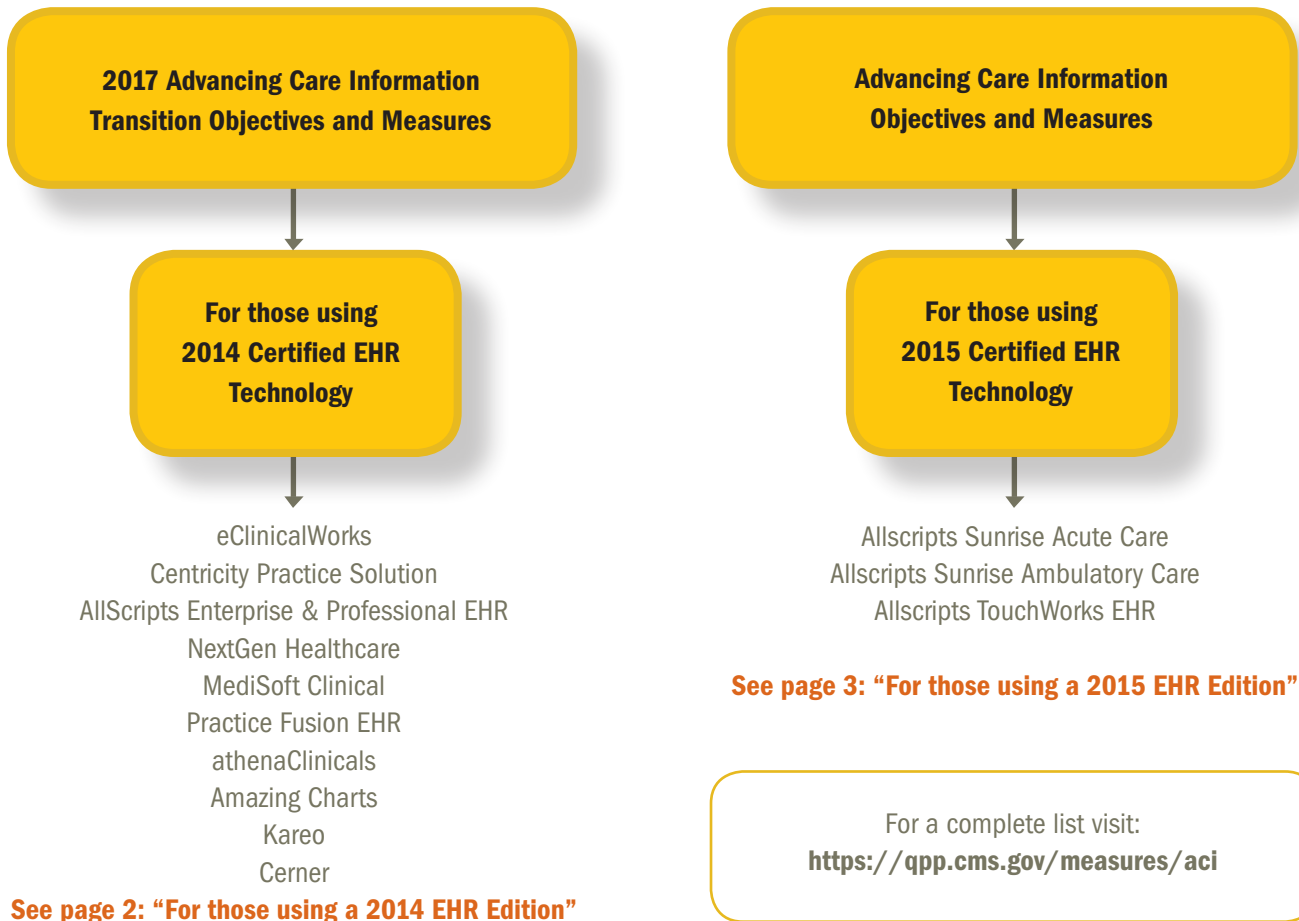 2017 Advancing Care Information
Transition Objectives and Measures
For those using
2014 Certified EHR
Technology
eClinicalWorks
Centricity Practice Solution
AllScripts Enterprise & Professional EHR
NextGen Healthcare
MediSoft Clinical
Practice Fusion EHR
athenaClinicals
Amazing Charts
Kareo
Cerner
See page 2: “For those using a 2014 EHR Edition”
Advancing Care Information
Objectives and Measures
For those using
2015 Certified EHR
Technology
Allscripts Sunrise Acute Care
Allscripts Sunrise Ambulatory Care
Allscripts TouchWorks EHR
See page 3: “For those using a 2015 EHR Edition”
For a complete list visit:
https://qpp.cms.gov/measures/aci